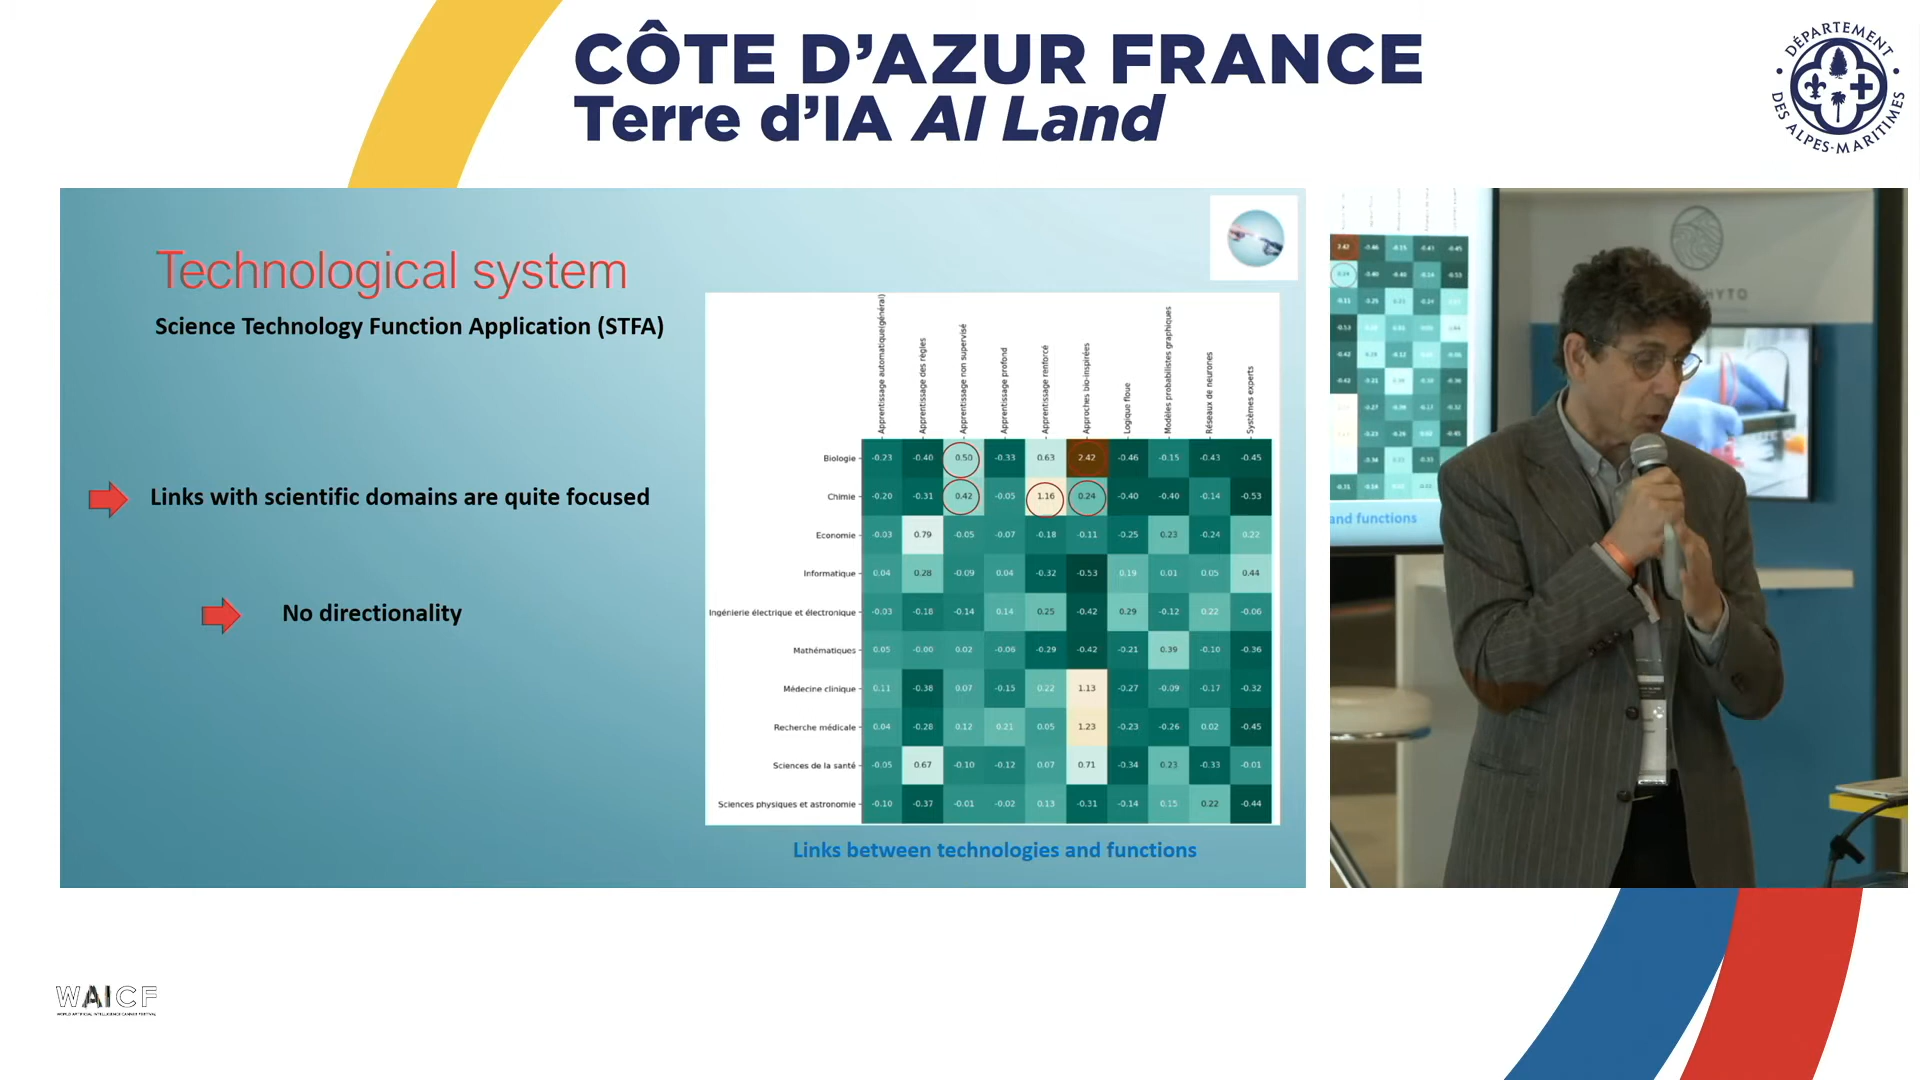 CÔTE D'AZUR FRANCE
Terre d'IA AI Land
DÉPARTEMENT
DES ALPES-MARITIMES
Technological system
Science Technology Function Application (STFA)
Links with scientific domains are quite focused
No directionality
Apprentissage automatique(général)
Apprentissage des règles
Apprentissage non supervisé
Apprentissage profond
Apprentissage renforcé
Approches bio-inspirées
Logique floue
Modèles probabilistes graphiques
Réseaux de neurones
Systèmes experts
Biologie -0.23 -0.40 0.50 -0.33 0.63 2.42 -0.46 -0.15 -0.43 -0.45
Chimie -0.20 -0.31 0.42 -0.05 1.16 0.24 -0.40 -0.40 -0.14 -0.53
Economie -0.03 0.79 -0.05 -0.07 -0.18 -0.11 -0.25 0.23 -0.24 0.22
Informatique 0.04 0.28 -0.09 0.04 -0.32 -0.53 0.19 0.01 0.05 0.44
Ingénierie électrique et électronique -0.03 -0.18 -0.14 0.14 0.25 -0.42 0.29 -0.12 0.22 -0.06
Mathématiques 0.05 -0.00 0.02 -0.06 -0.29 -0.42 -0.21 0.39 -0.10 -0.36
Médecine clinique 0.11 -0.38 0.07 -0.15 0.22 1.13 -0.27 -0.09 -0.17 -0.32
Recherche médicale 0.04 -0.28 0.12 0.21 0.05 1.23 -0.23 -0.26 0.02 -0.45
Sciences de la santé -0.05 0.67 -0.10 -0.12 0.07 0.71 -0.34 0.23 -0.33 -0.01
Sciences physiques et astronomie -0.10 -0.37 -0.01 -0.02 0.13 -0.31 -0.14 0.15 0.22 -0.44
Links between technologies and functions
and functions
HYTO
WAICF
WORLD ARTIFICIAL INTELLIGENCE CANNES FESTIVAL